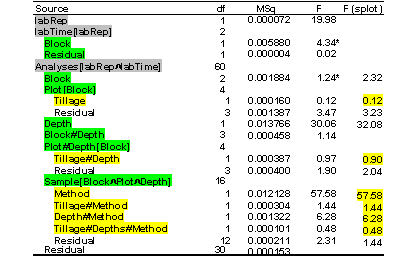 Source df MSq F F (splot)
labRep 1 0.000072 19.98
labTime[labRep] 2
Block 1 0.005880 4.34*
Residual 1 0.000004 0.02
Analyses[labRep∧labTime] 60
Block 2 0.001884 1.24* 2.32
Plot[Block] 4
Tillage 1 0.000160 0.12 0.12
Residual 3 0.001387 3.47 3.23
Depth 1 0.013766 30.06 32.08
Block#Depth 3 0.000458 1.14
Plot#Depth[Block] 4
Tillage#Depth 1 0.000387 0.97 0.90
Residual 3 0.000400 1.90 2.04
Sample[Block∧Plot∧Depth] 16
Method 1 0.012128 57.58 57.58
Tillage#Method 1 0.000304 1.44 1.44
Depth#Method 1 0.001322 6.28 6.28
Tillage#Depths#Method 1 0.000101 0.48 0.48
Residual 12 0.000211 2.31 1.44
Residual 30 0.000153